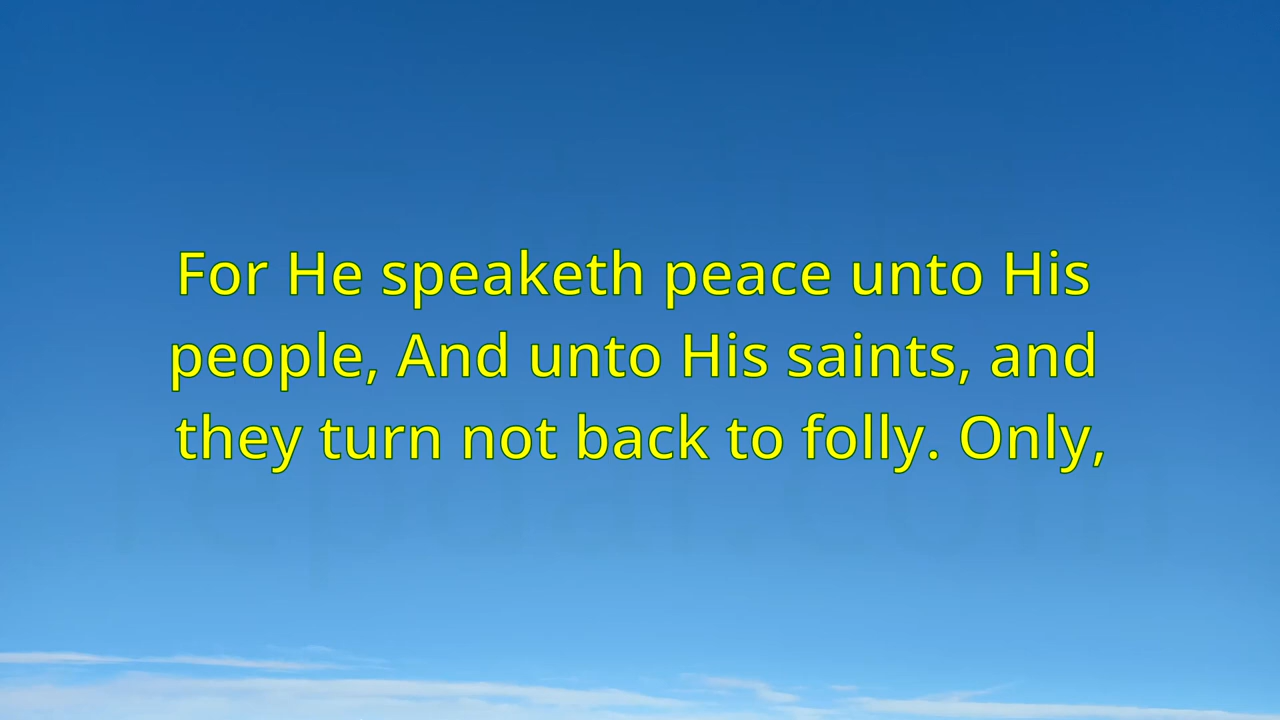 For He speaketh peace unto His
people, And unto His saints, and
they turn not back to folly. Only,